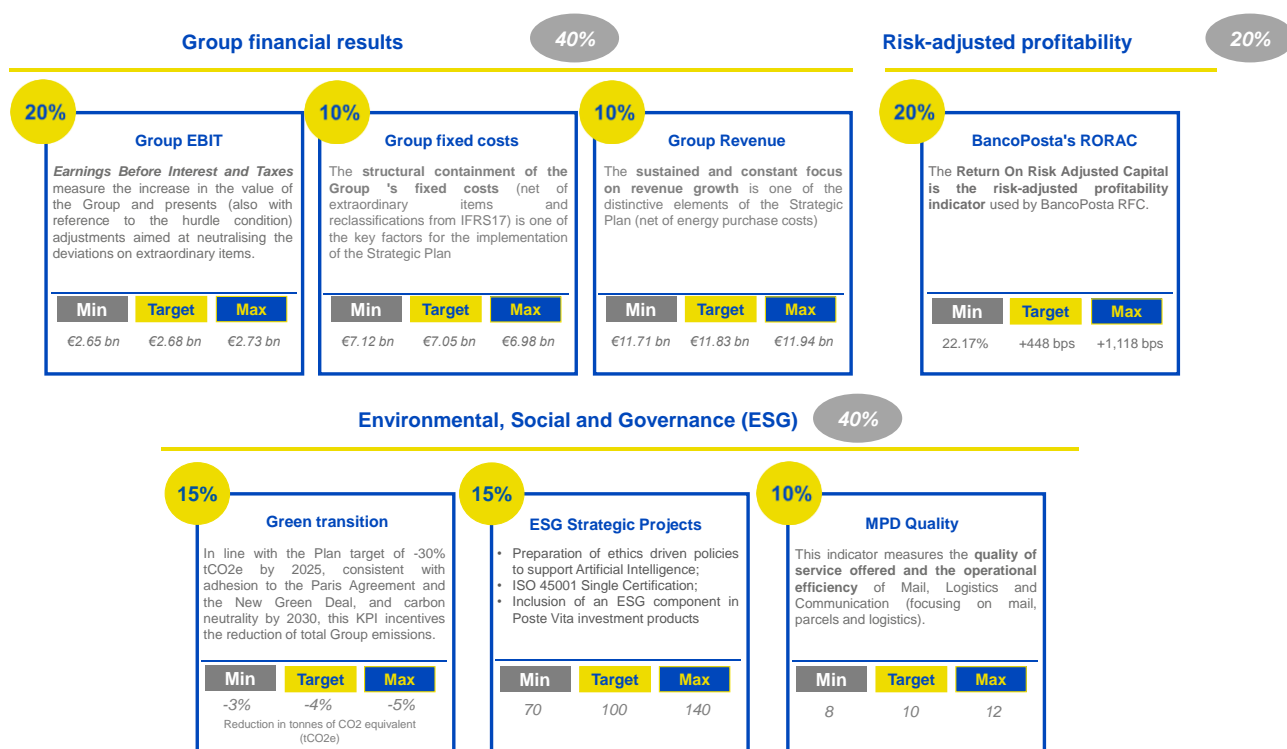 Group financial results 40%
Risk-adjusted profitability 20%
20%
Group EBIT
Earnings Before Interest and Taxes
measure the increase in the value of
the Group and presents (also with
reference to the hurdle condition)
adjustments aimed at neutralising the
deviations on extraordinary items.
Min Target Max
€2.65 bn €2.68 bn €2.73 bn
10%
Group fixed costs
The structural containment of the
Group 's fixed costs (net of
extraordinary items and
reclassifications from IFRS17) is one of
the key factors for the implementation
of the Strategic Plan
Min Target Max
€7.12 bn €7.05 bn €6.98 bn
10%
Group Revenue
The sustained and constant focus
on revenue growth is one of the
distinctive elements of the Strategic
Plan (net of energy purchase costs)
Min Target Max
€11.71 bn €11.83 bn €11.94 bn
20%
BancoPosta's RORAC
The Return On Risk Adjusted Capital
is the risk-adjusted profitability
indicator used by BancoPosta RFC.
Min Target Max
22.17% +448 bps +1,118 bps
Environmental, Social and Governance (ESG) 40%
15%
Green transition
In line with the Plan target of -30%
tCO2e by 2025, consistent with
adhesion to the Paris Agreement and
the New Green Deal, and carbon
neutrality by 2030, this KPI incentives
the reduction of total Group emissions.
Min Target Max
-3% -4% -5%
Reduction in tonnes of CO2 equivalent
(tCO2e)
15%
ESG Strategic Projects
• Preparation of ethics driven policies
to support Artificial Intelligence;
• ISO 45001 Single Certification;
• Inclusion of an ESG component in
Poste Vita investment products
Min Target Max
70 100 140
10%
MPD Quality
This indicator measures the quality of
service offered and the operational
efficiency of Mail, Logistics and
Communication (focusing on mail,
parcels and logistics).
Min Target Max
8 10 12